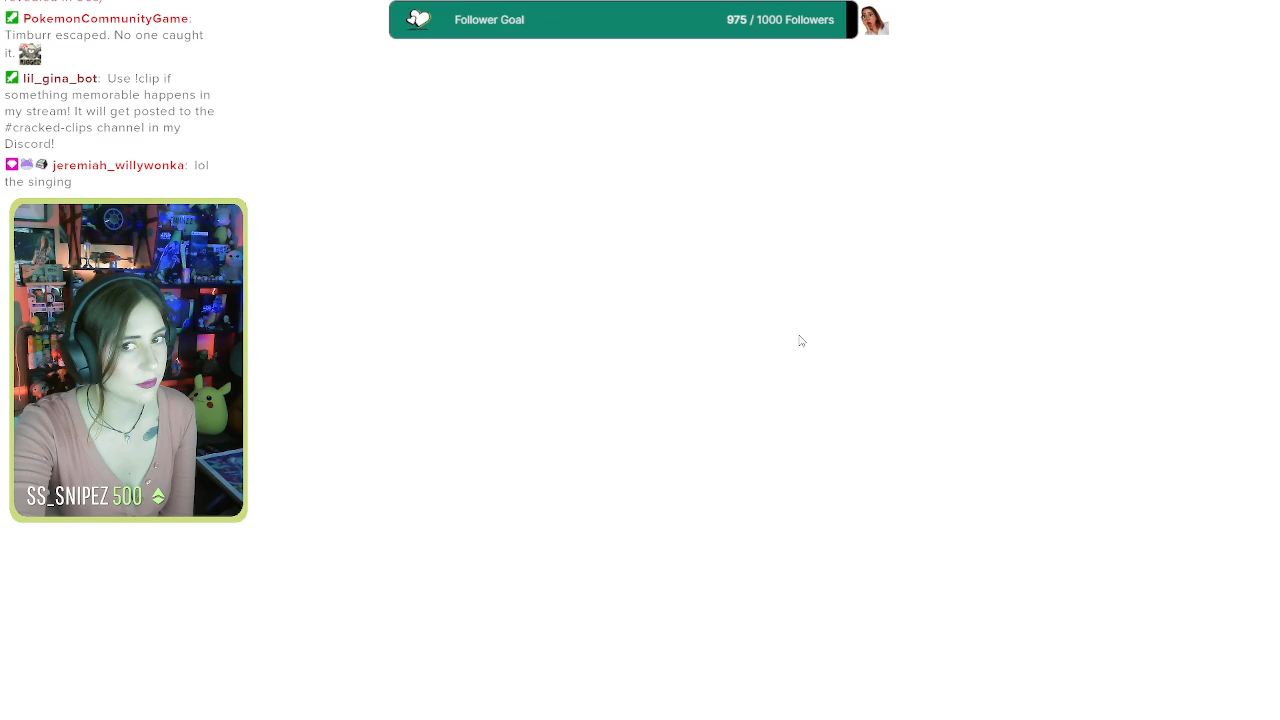 PokemonCommunityGame:
Timburr escaped. No one caught
it.
lil_gina_bot: Use !clip if
something memorable happens in
my stream! It will get posted to the
#cracked-clips channel in my
Discord!
jeremiah_willywonka: lol
the singing
SS_SNIPEZ 500
Follower Goal 975 / 1000 Followers